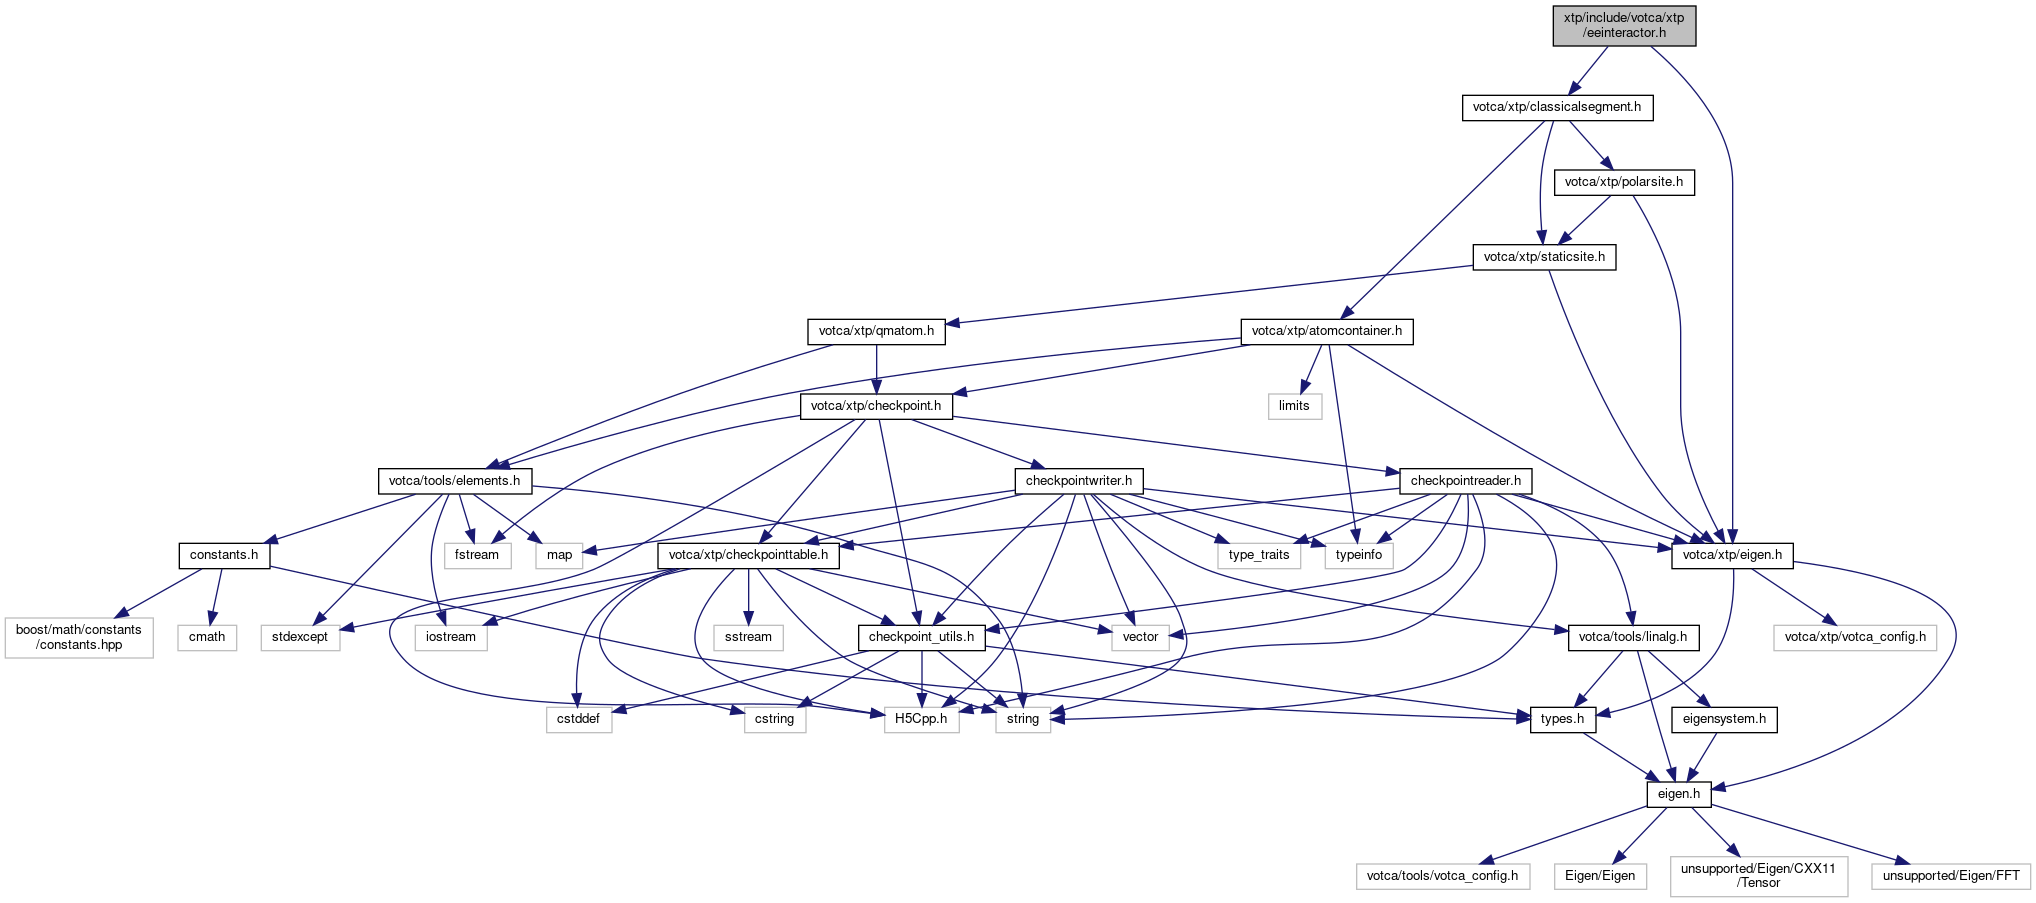 xtp/include/votca/xtp
/eeinteractor.h
votca/xtp/classicalsegment.h
votca/xtp/polarsite.h
votca/xtp/staticsite.h
votca/xtp/qmatom.h
votca/xtp/atomcontainer.h
votca/xtp/checkpoint.h
limits
votca/tools/elements.h
checkpointwriter.h
checkpointreader.h
constants.h
fstream
map
votca/xtp/checkpointtable.h
type_traits
typeinfo
votca/xtp/eigen.h
boost/math/constants
/constants.hpp
cmath
stdexcept
iostream
sstream
checkpoint_utils.h
vector
votca/tools/linalg.h
votca/xtp/votca_config.h
cstddef
cstring
H5Cpp.h
string
types.h
eigensystem.h
eigen.h
votca/tools/votca_config.h
Eigen/Eigen
unsupported/Eigen/CXX11
/Tensor
unsupported/Eigen/FFT